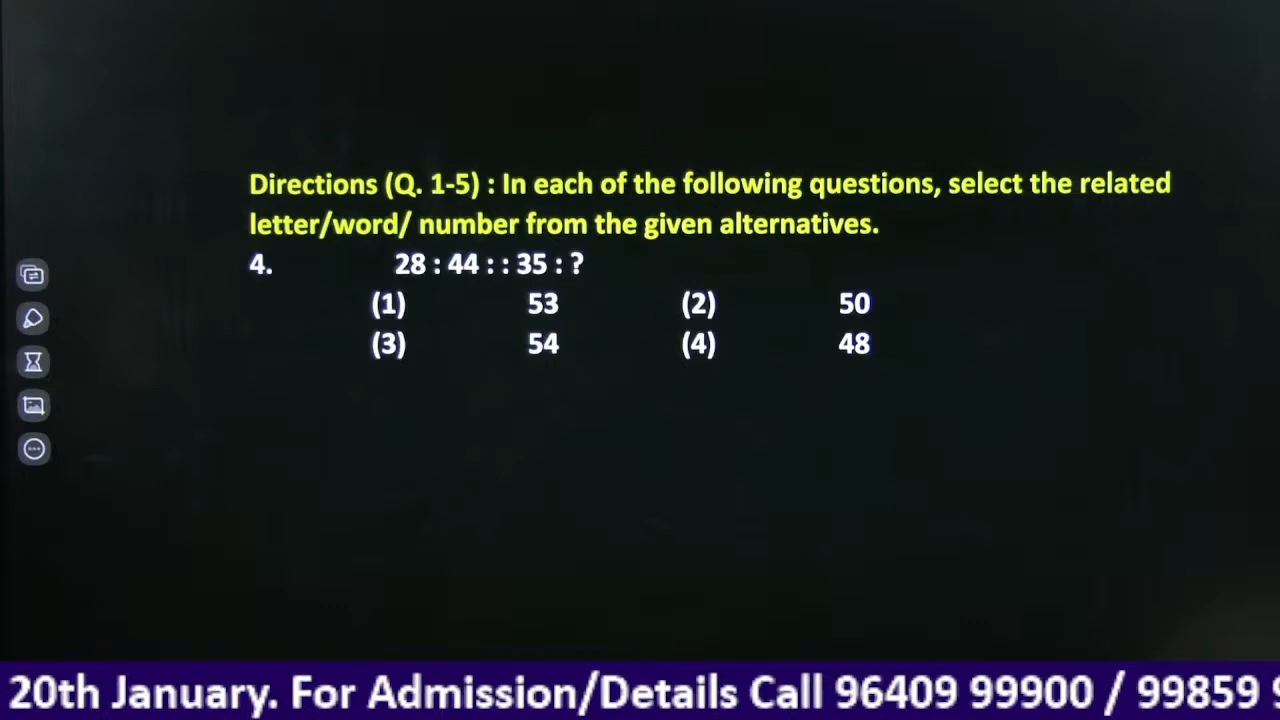 Directions (Q. 1-5) : In each of the following questions, select the related
letter/word/ number from the given alternatives.
4. 28 : 44 : : 35 : ?
(1) 53 (2) 50
(3) 54 (4) 48
20th January. For Admission/Details Call 96409 99900 / 99859 9